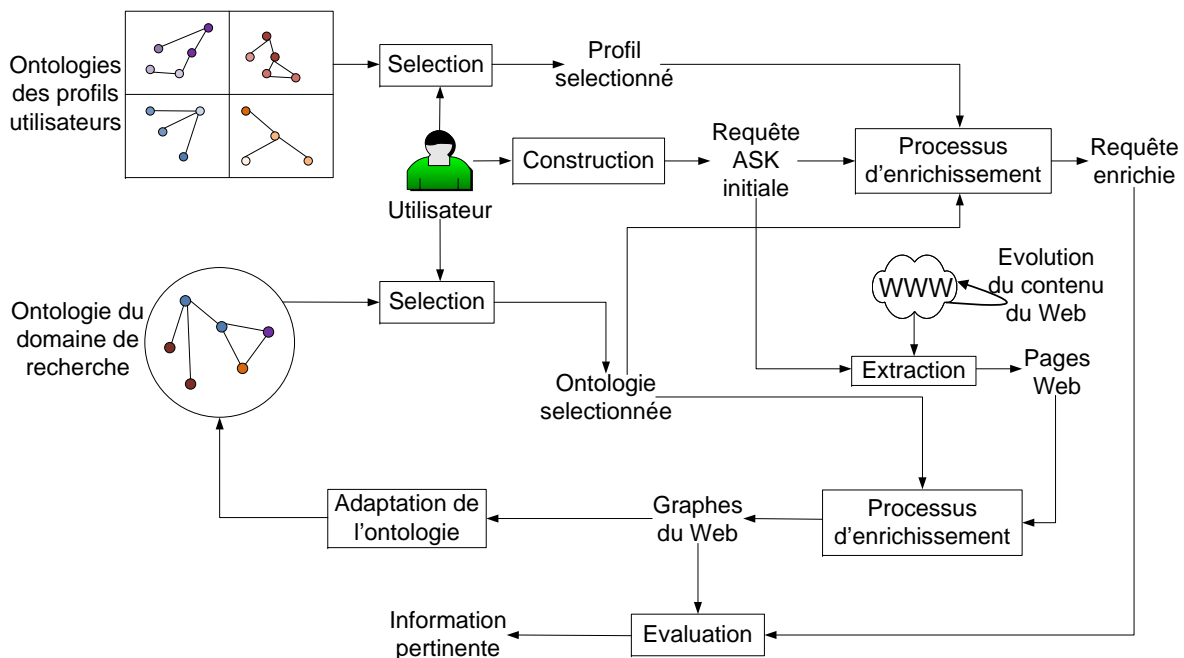 Ontologies
des profils
utilisateurs
Selection
Profil
selectionné
Utilisateur
Construction
Requête
ASK
initiale
Processus
d'enrichissement
Requête
enrichie
Ontologie du
domaine de
recherche
Selection
Ontologie
selectionnée
WWW
Evolution
du contenu
du Web
Extraction
Pages
Web
Adaptation de
l'ontologie
Graphes
du Web
Processus
d'enrichissement
Information
pertinente
Evaluation